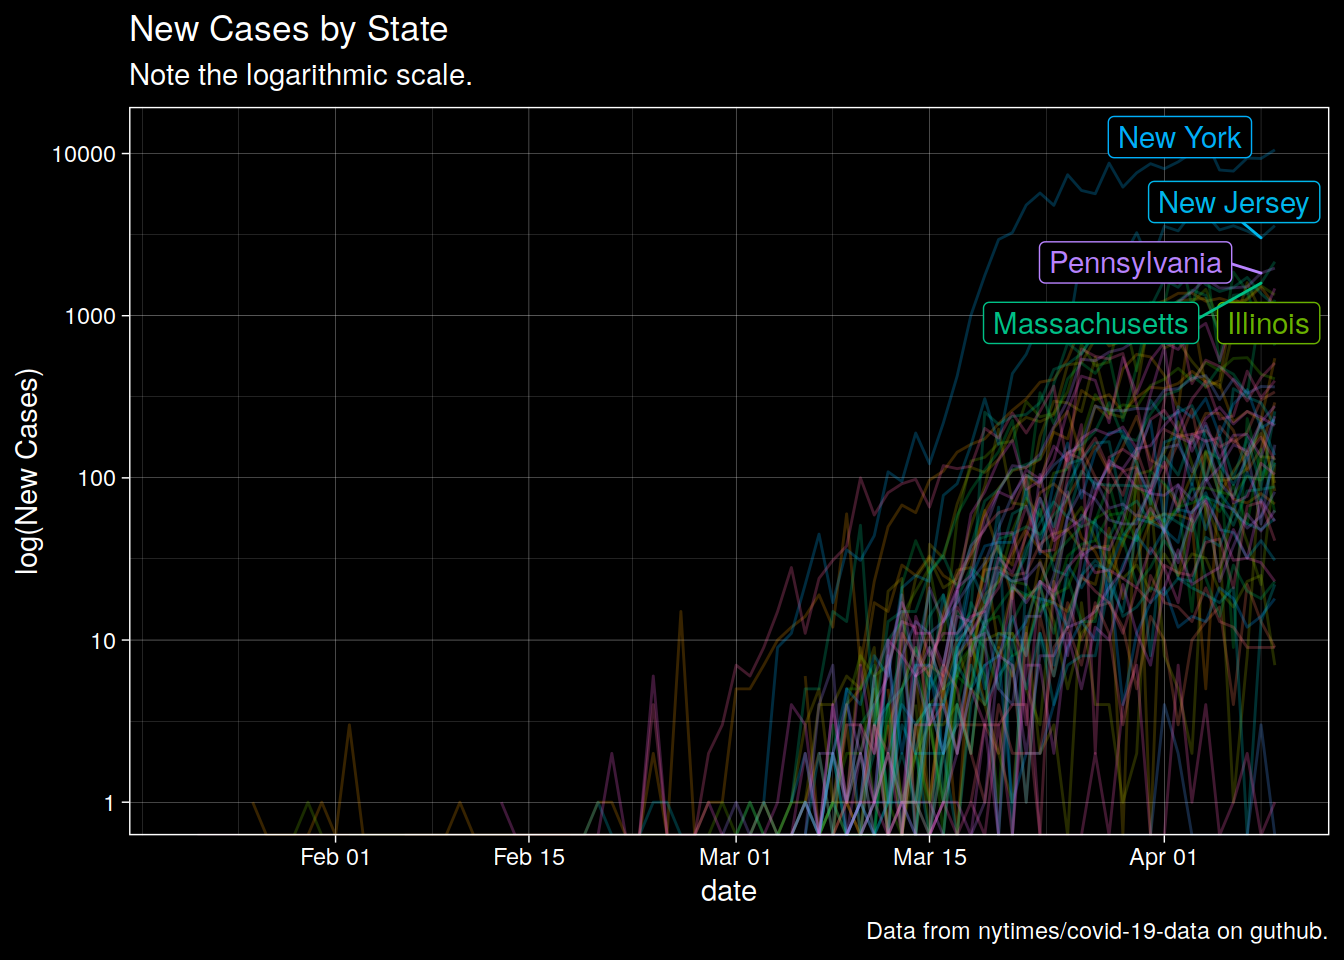 New Cases by State
Note the logarithmic scale.
New York
10000
New Jersey
Pennsylvania
1000
Massachusetts
Illinois
log(New Cases)
100
10
1
Feb 01
Feb 15
Mar 01
Mar 15
Apr 01
date
Data from nytimes/covid-19-data on guthub.